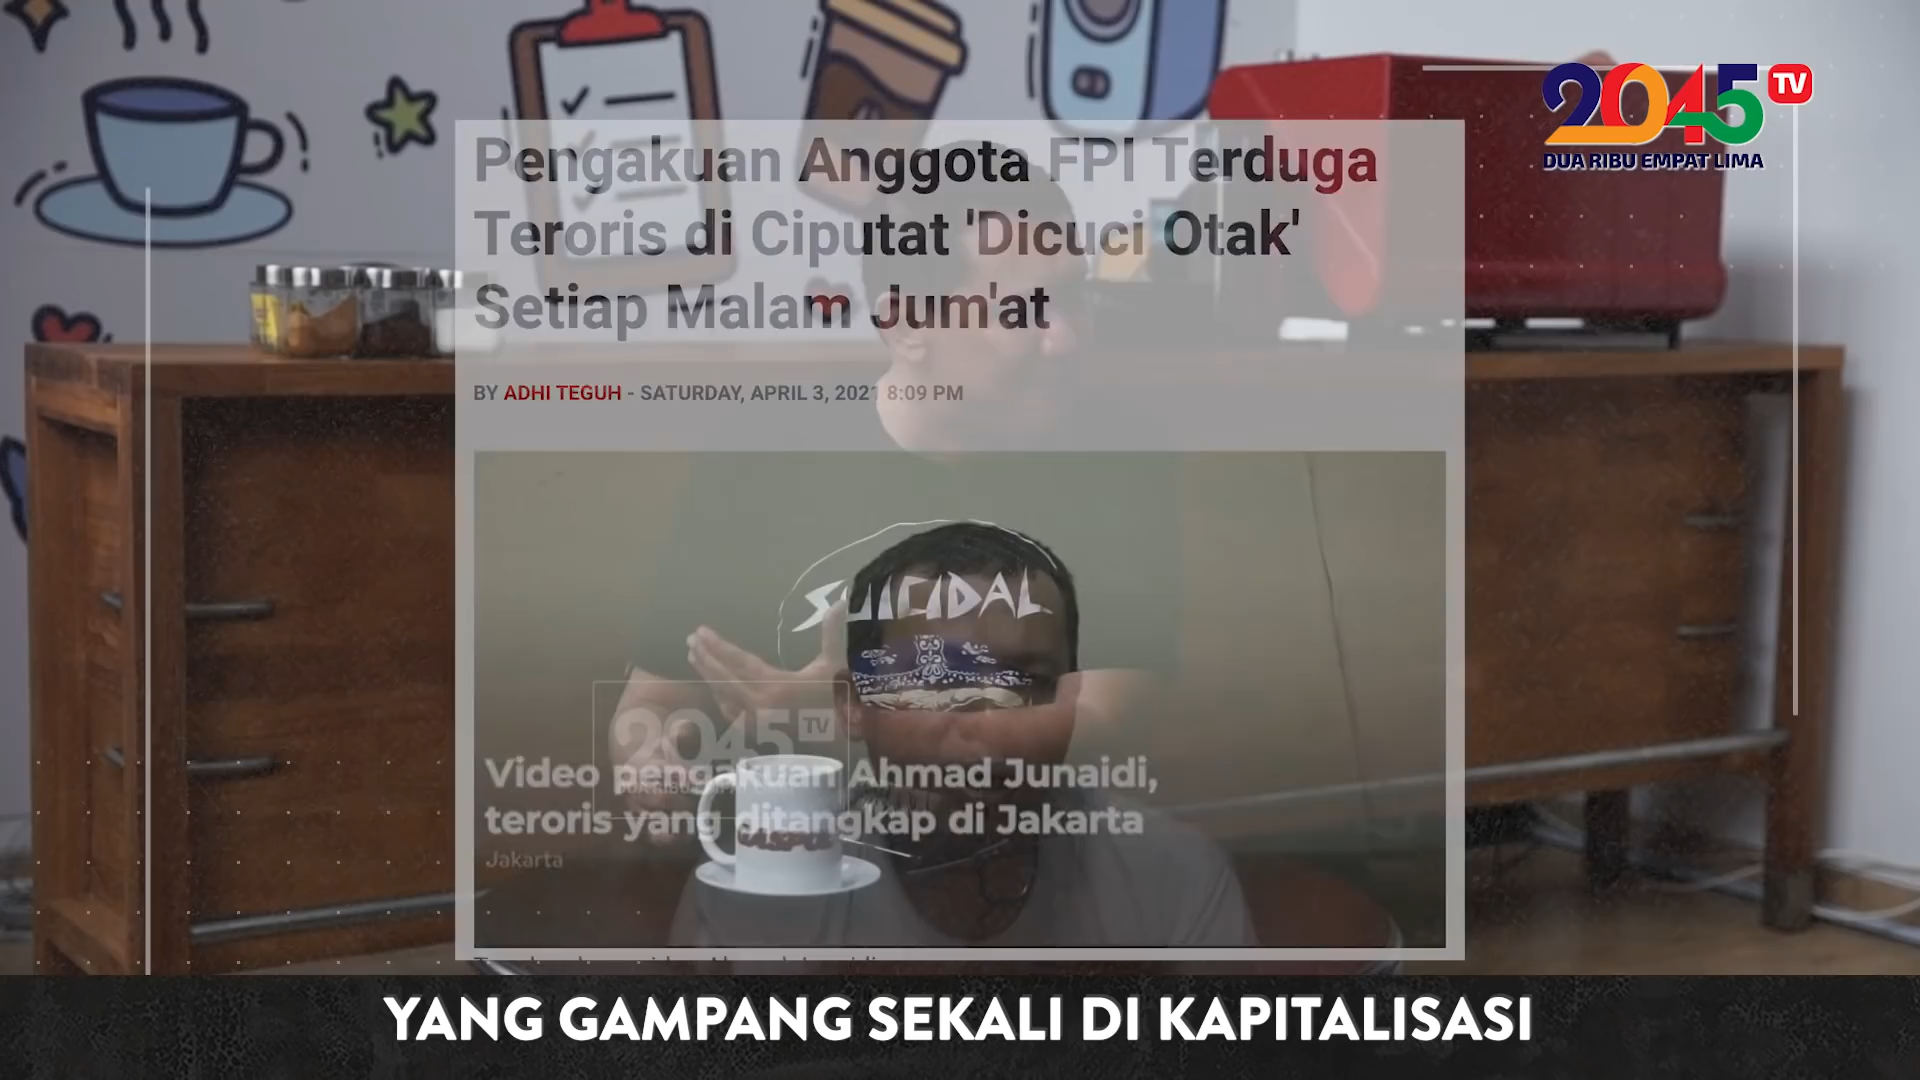 2045 TV
DUA RIBU EMPAT LIMA
Pengakuan Anggota FPI Terduga
Teroris di Ciputat 'Dicuci Otak'
Setiap Malam Jum'at
BY ADHI TEGUH - SATURDAY, APRIL 3, 2021 8:09 PM
SUICIDAL
2045 TV
Video pengakuan Ahmad Junaidi,
teroris yang ditangkap di Jakarta
Jakarta
YANG GAMPANG SEKALI DI KAPITALISASI